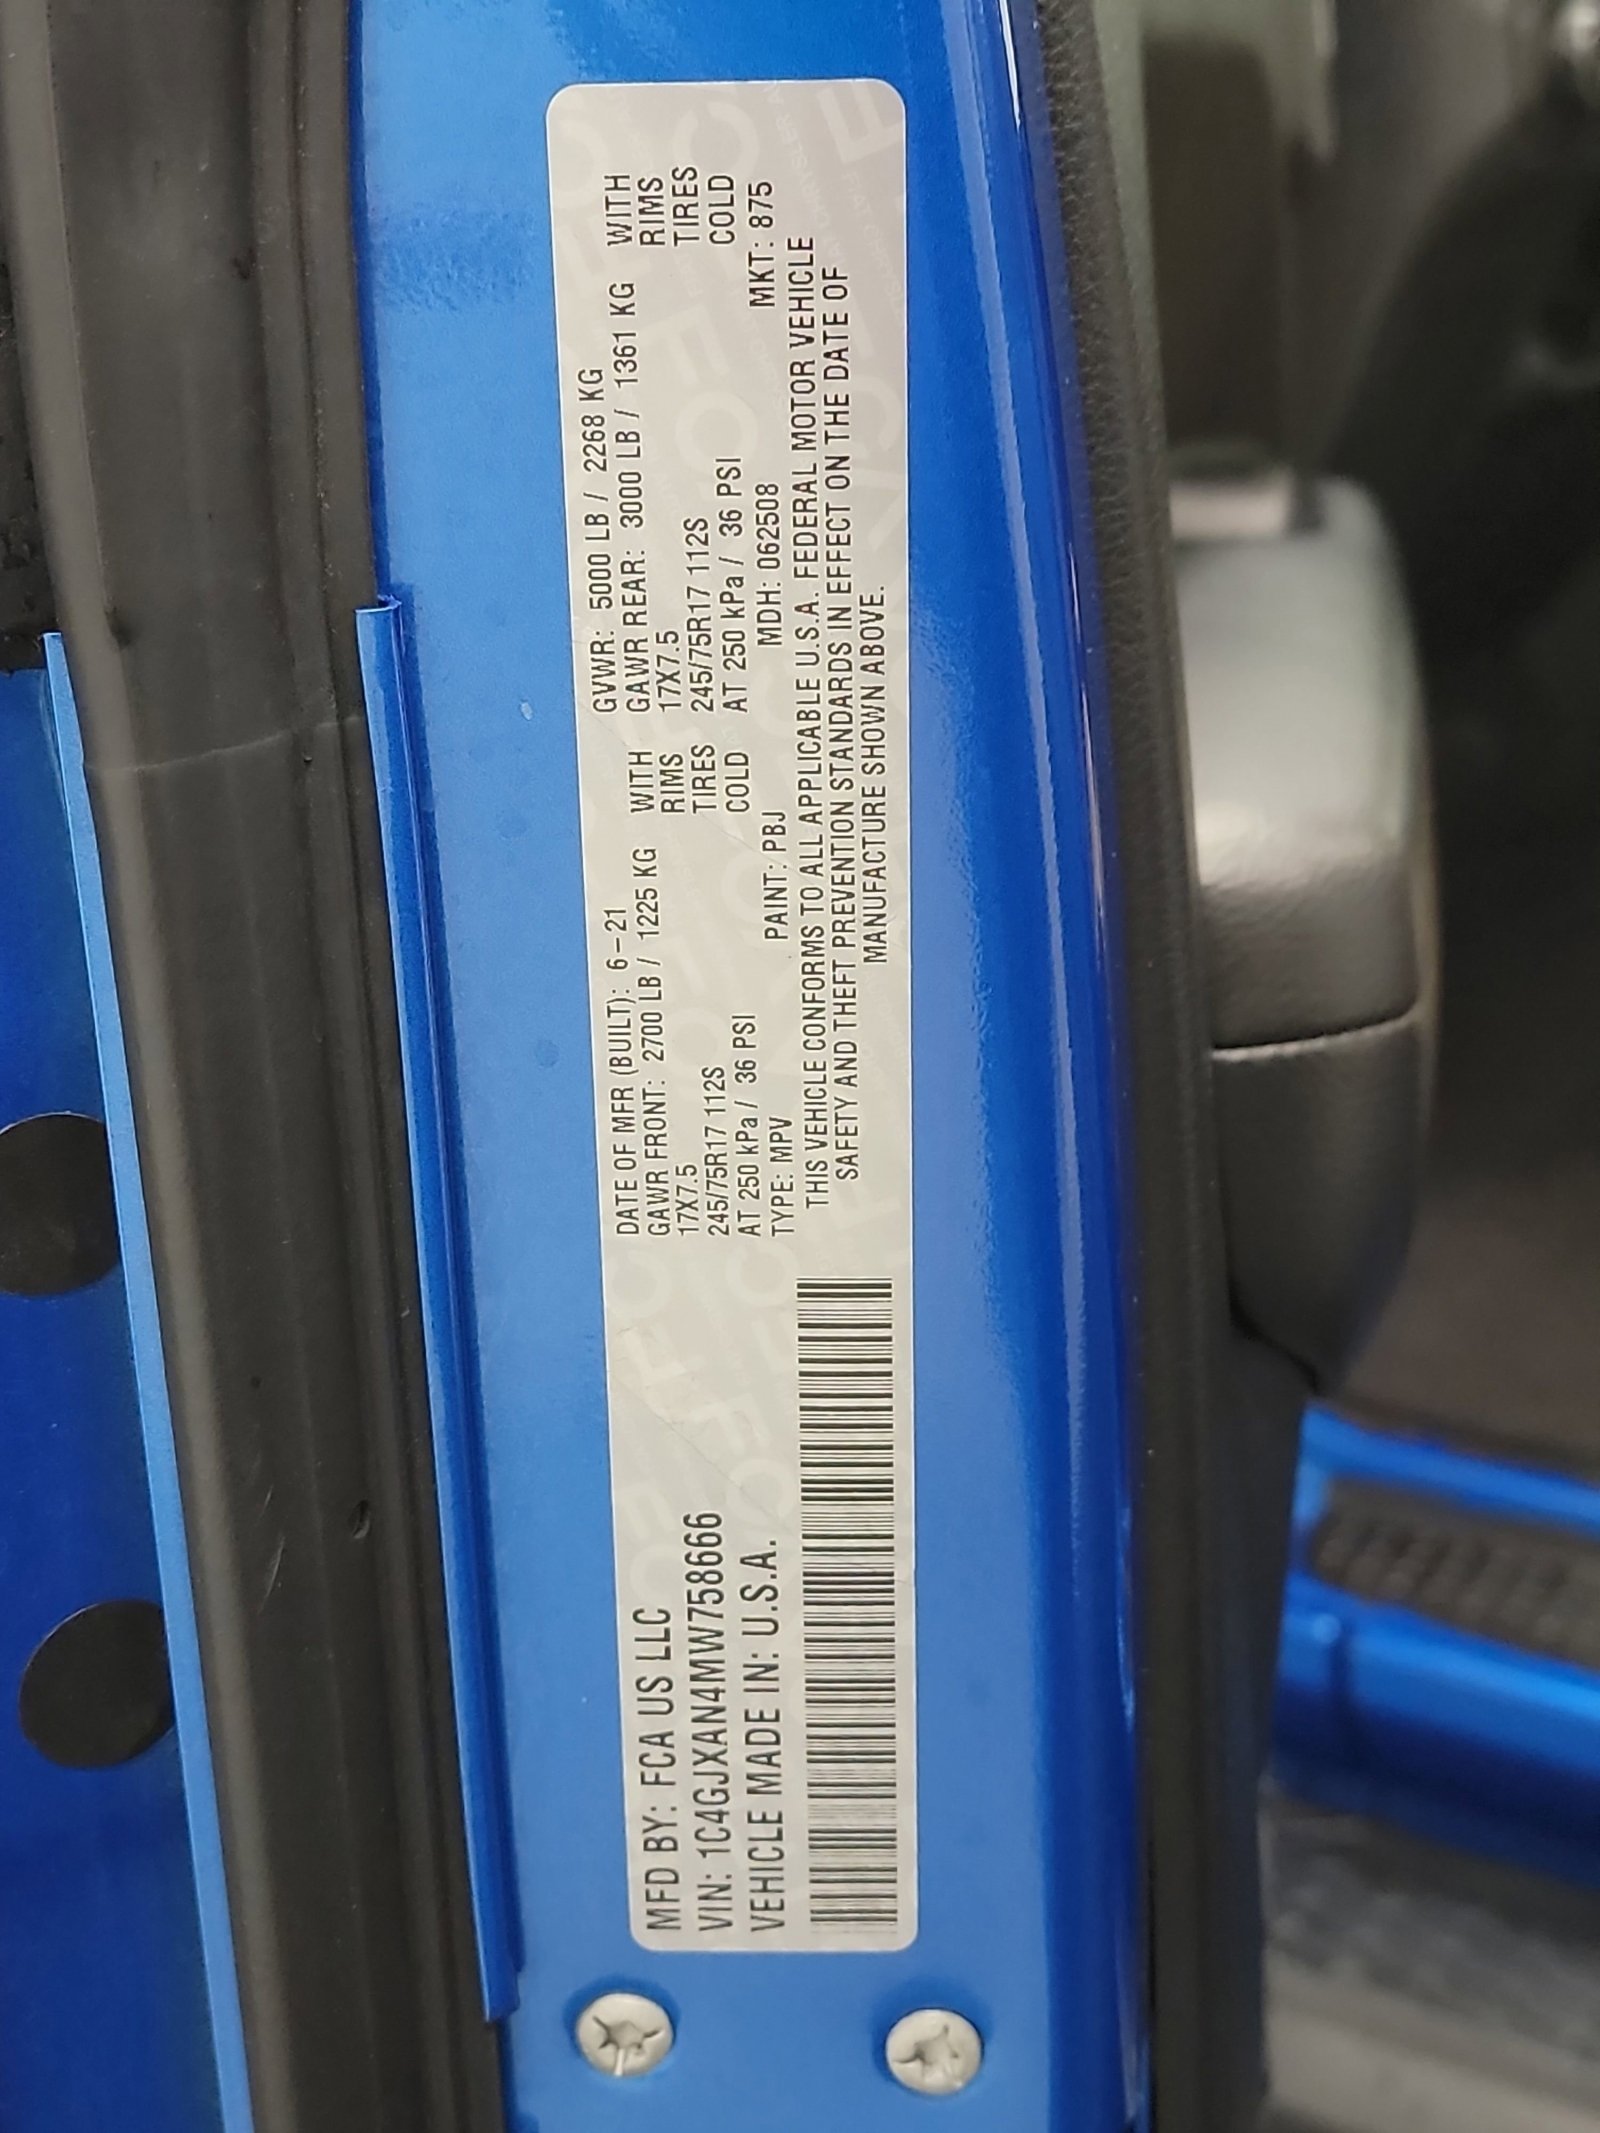 MFD BY: FCA US LLC
VIN: 1C4GJXAN4MW758666
VEHICLE MADE IN: U.S.A.
DATE OF MFR (BUILT): 6-21 GVWR: 5000 LB / 2268 KG
GAWR FRONT: 2700 LB / 1225 KG WITH GAWR REAR: 3000 LB / 1361 KG WITH
17X7.5 RIMS 17X7.5 RIMS
245/75R17 112S TIRES 245/75R17 112S TIRES
AT 250 kPa / 36 PSI COLD AT 250 kPa / 36 PSI COLD
TYPE: MPV PAINT: PBJ MDH: 062508 MKT: 875
THIS VEHICLE CONFORMS TO ALL APPLICABLE U.S.A. FEDERAL MOTOR VEHICLE
SAFETY AND THEFT PREVENTION STANDARDS IN EFFECT ON THE DATE OF
MANUFACTURE SHOWN ABOVE.